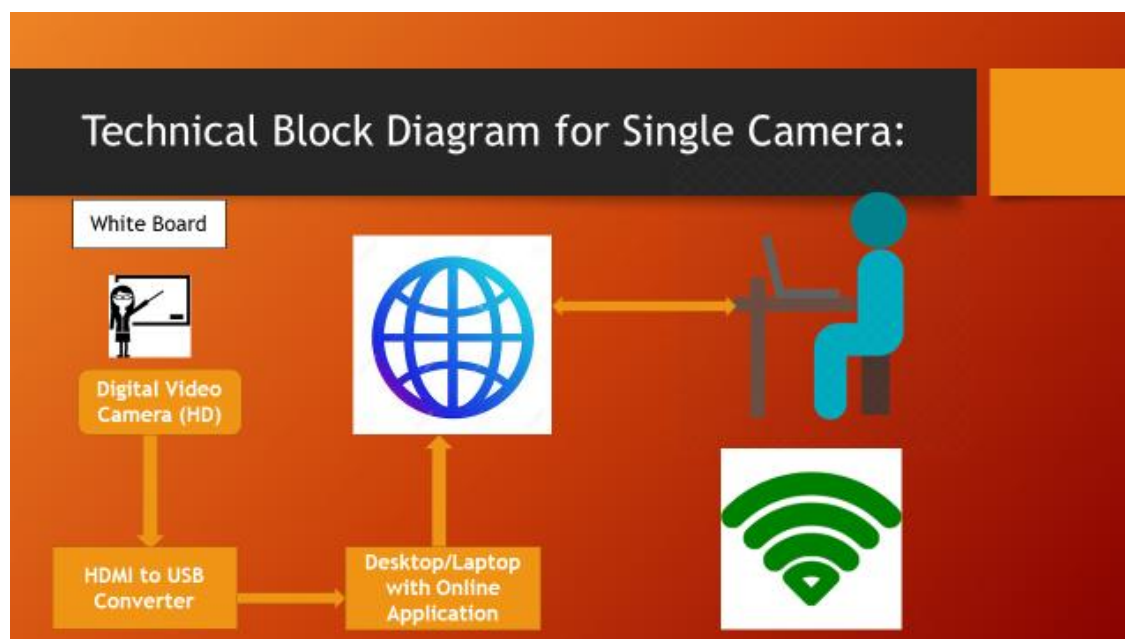 Technical Block Diagram for Single Camera:
White Board
Digital Video
Camera (HD)
HDMI to USB
Converter
Desktop/Laptop
with Online
Application